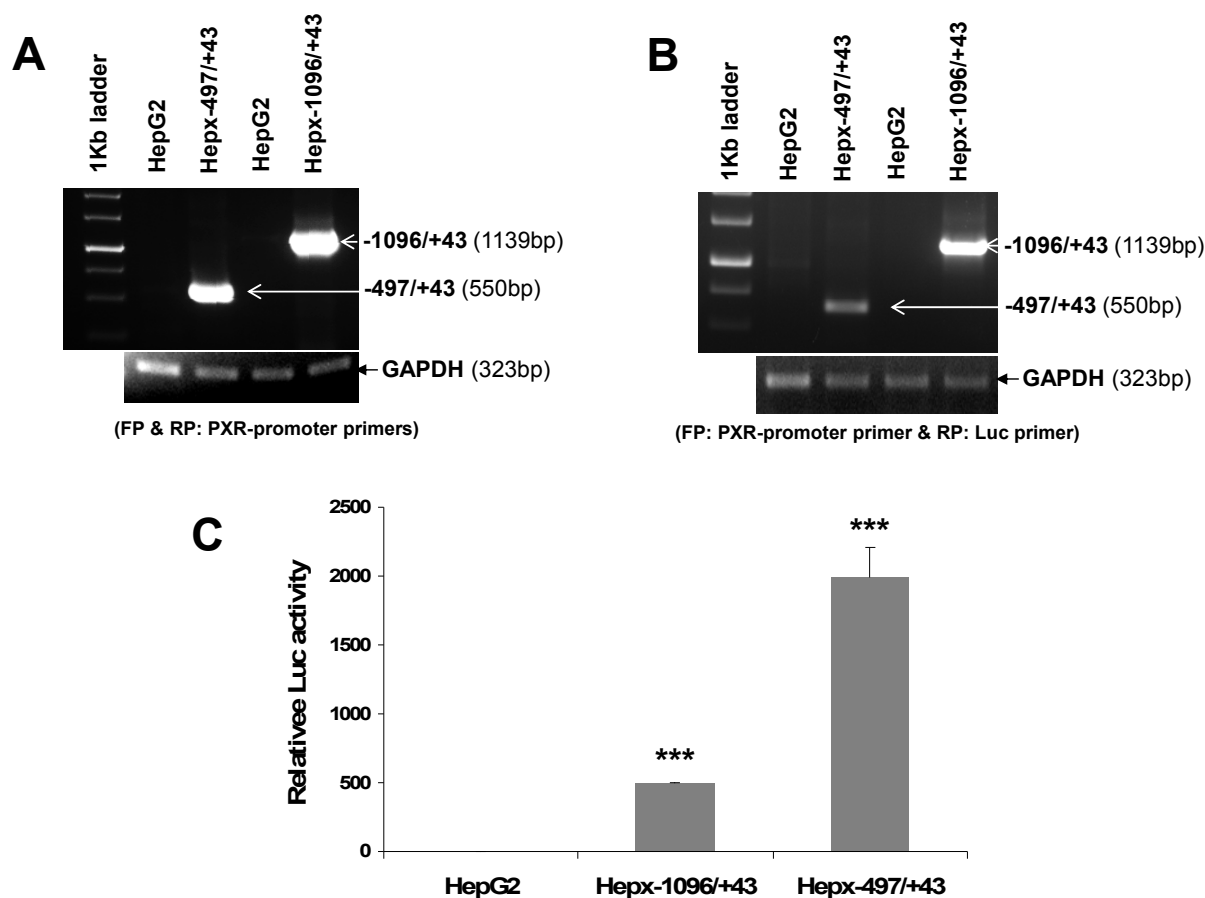 A
1Kb ladder
HepG2
Hepx-497/+43
HepG2
Hepx-1096/+43
-1096/+43 (1139bp)
-497/+43 (550bp)
GAPDH (323bp)
(FP & RP: PXR-promoter primers)
B
1Kb ladder
HepG2
Hepx-497/+43
HepG2
Hepx-1096/+43
-1096/+43 (1139bp)
-497/+43 (550bp)
GAPDH (323bp)
(FP: PXR-promoter primer & RP: Luc primer)
C
Relativee Luc activity
2500
2000
1500
1000
500
0
***
***
HepG2
Hepx-1096/+43
Hepx-497/+43